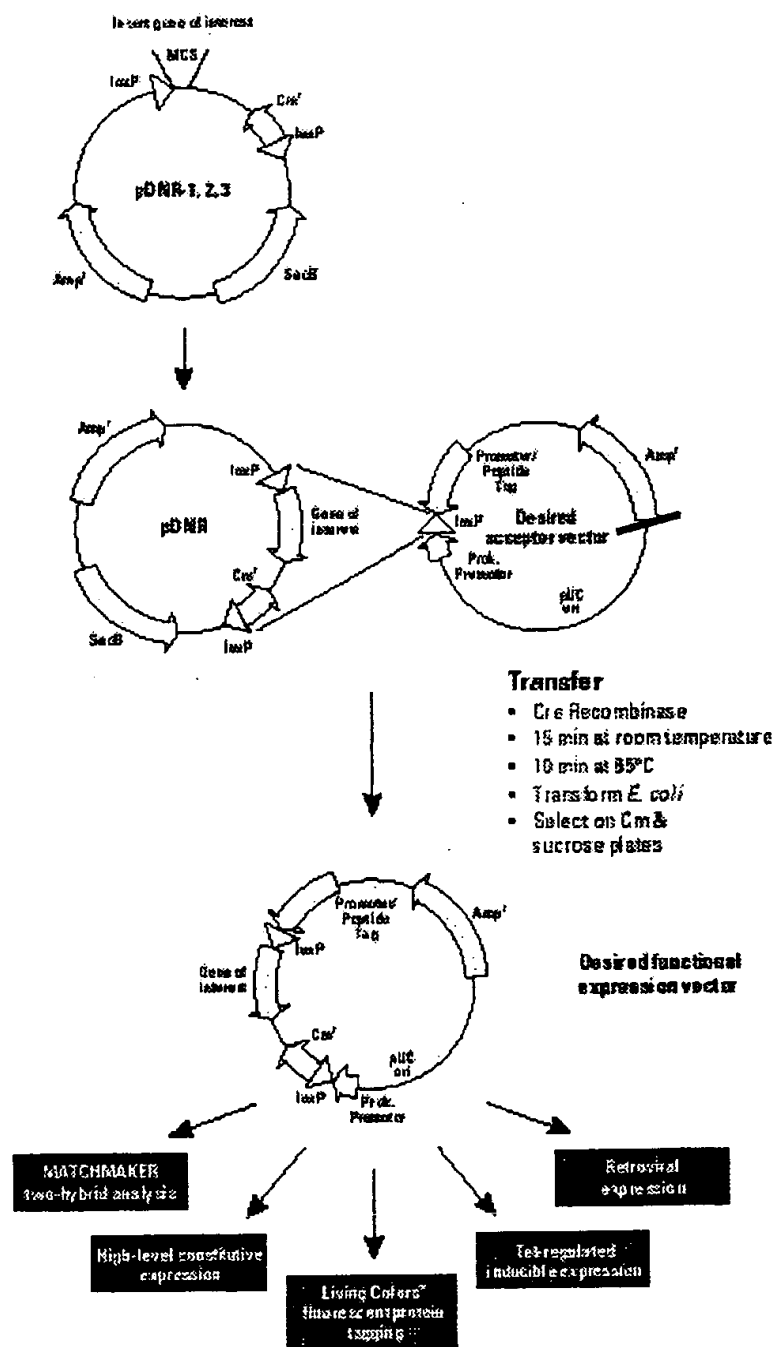 Insert gene of interest
MCS
loxP
Cmʳ
loxP
pDNR-1, 2, 3
Ampʳ
SacB
Ampʳ
loxP
pDNR
Gene of
interest
Cmʳ
SacB
loxP
Promoter/
Peptide
Tag
Ampʳ
loxP
Desired
acceptor vector
Prok.
Promoter
pUC
ori
Transfer
• Cre Recombinase
• 15 min at room temperature
• 10 min at 65°C
• Transform E. coli
• Select on Cm &
sucrose plates
Promoter/
Peptide
Tag
Ampʳ
loxP
Gene of
interest
Desired functional
expression vector
Cmʳ
pUC
ori
loxP
Prok.
Promoter
MATCHMAKER
two-hybrid analysis
Retroviral
expression
High-level constitutive
expression
Tet-regulated
inducible expression
Living Colors™
fluorescent protein
tagging